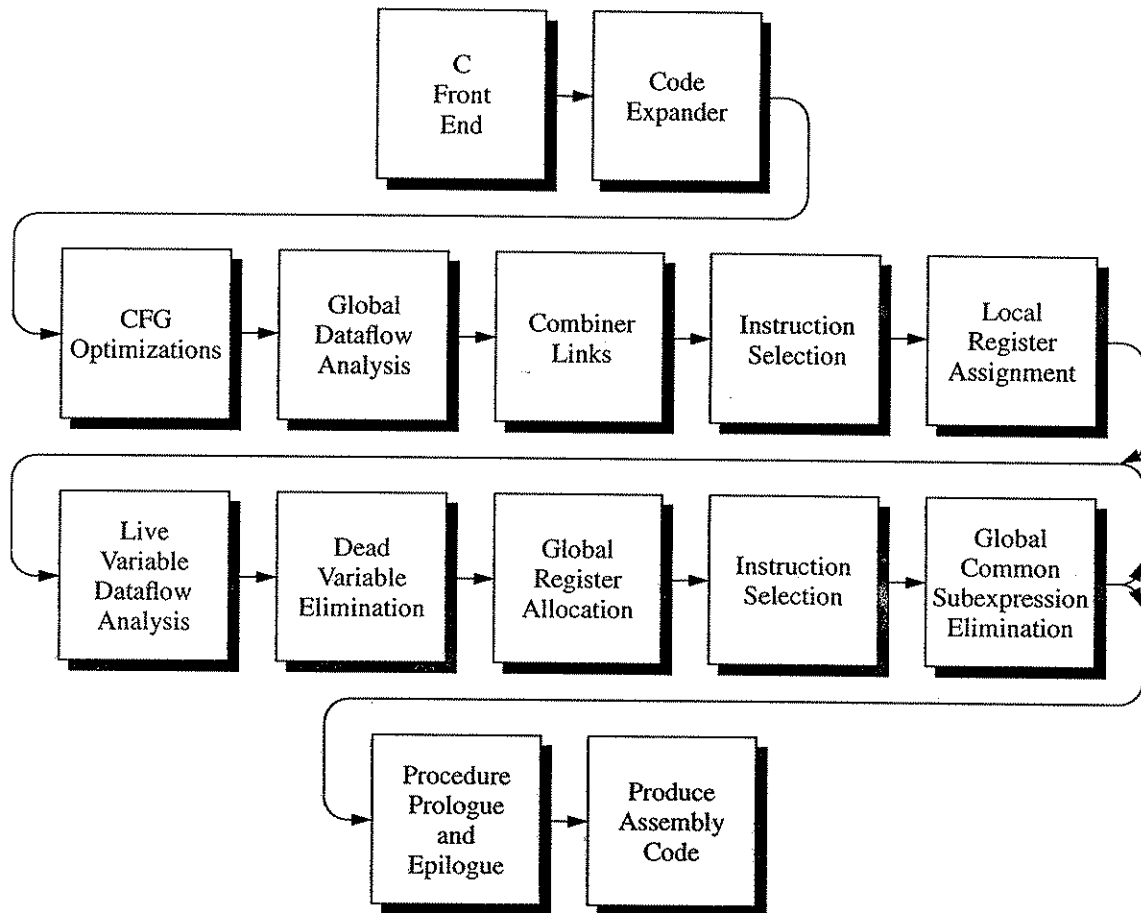 C
Front
End
Code
Expander
CFG
Optimizations
Global
Dataflow
Analysis
Combiner
Links
Instruction
Selection
Local
Register
Assignment
Live
Variable
Dataflow
Analysis
Dead
Variable
Elimination
Global
Register
Allocation
Instruction
Selection
Global
Common
Subexpression
Elimination
Procedure
Prologue
and
Epilogue
Produce
Assembly
Code